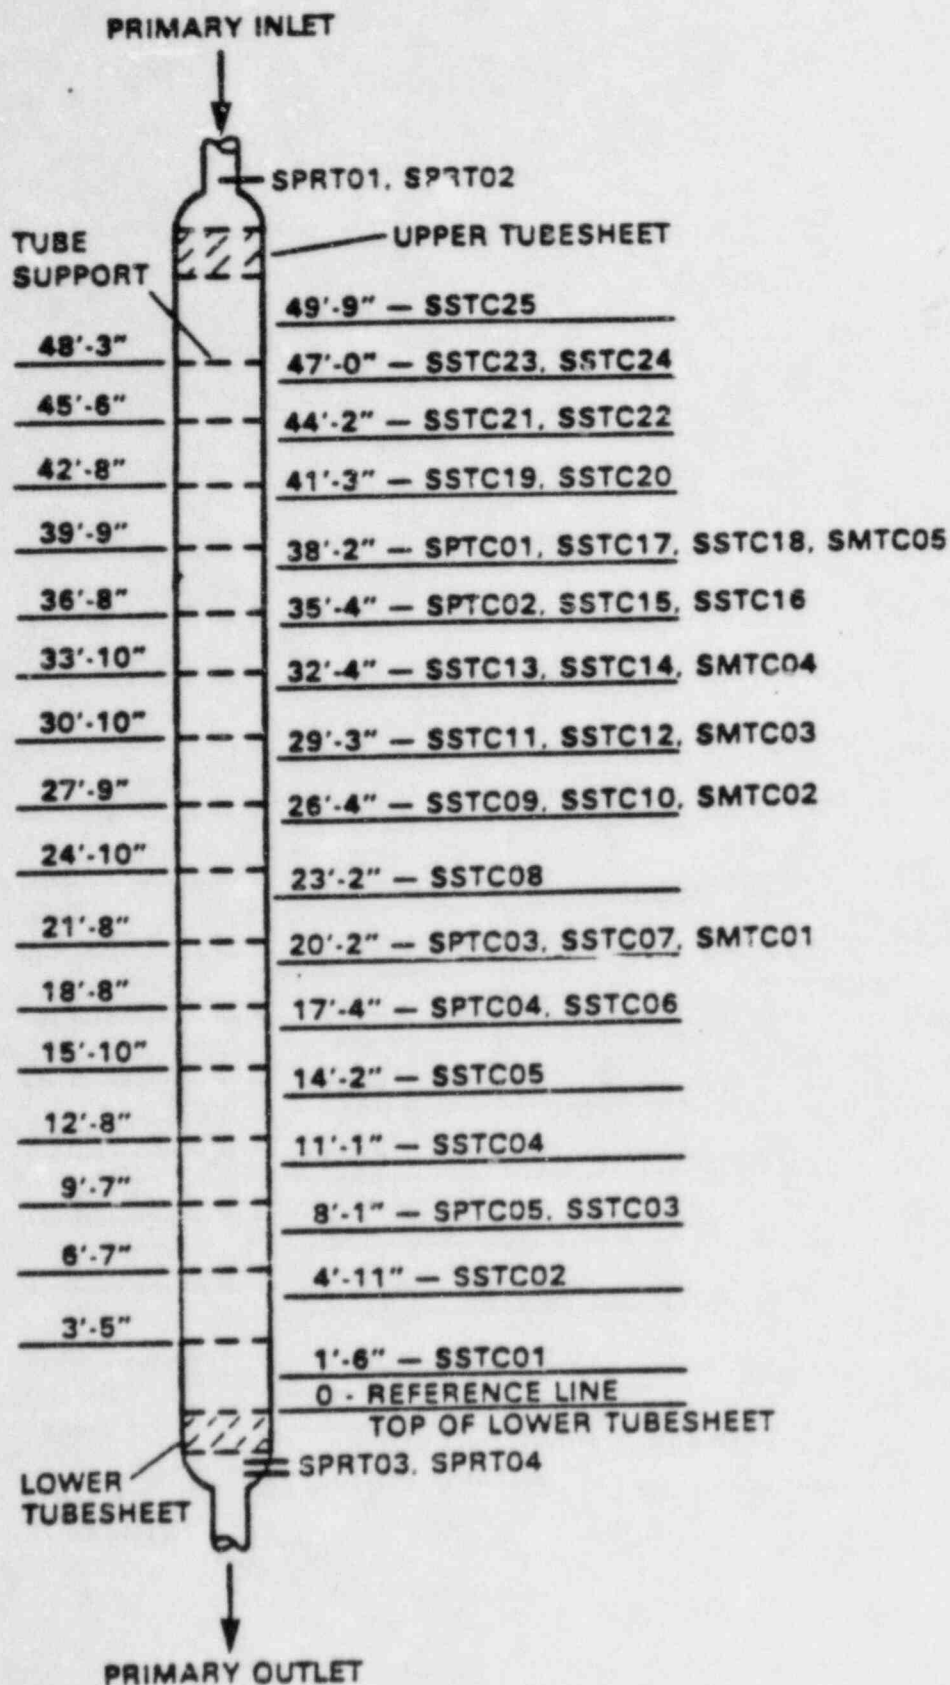 PRIMARY INLET
SPRT01, SPRT02
UPPER TUBESHEET
TUBE
SUPPORT
49'-9" — SSTC25
48'-3"
47'-0" — SSTC23, SSTC24
45'-6"
44'-2" — SSTC21, SSTC22
42'-8"
41'-3" — SSTC19, SSTC20
39'-9"
38'-2" — SPTC01, SSTC17, SSTC18, SMTC05
36'-8"
35'-4" — SPTC02, SSTC15, SSTC16
33'-10"
32'-4" — SSTC13, SSTC14, SMTC04
30'-10"
29'-3" — SSTC11, SSTC12, SMTC03
27'-9"
26'-4" — SSTC09, SSTC10, SMTC02
24'-10"
23'-2" — SSTC08
21'-8"
20'-2" — SPTC03, SSTC07, SMTC01
18'-8"
17'-4" — SPTC04, SSTC06
15'-10"
14'-2" — SSTC05
12'-8"
11'-1" — SSTC04
9'-7"
8'-1" — SPTC05, SSTC03
6'-7"
4'-11" — SSTC02
3'-5"
1'-6" — SSTC01
0 - REFERENCE LINE
TOP OF LOWER TUBESHEET
SPRT03, SPRT04
LOWER
TUBESHEET
PRIMARY OUTLET